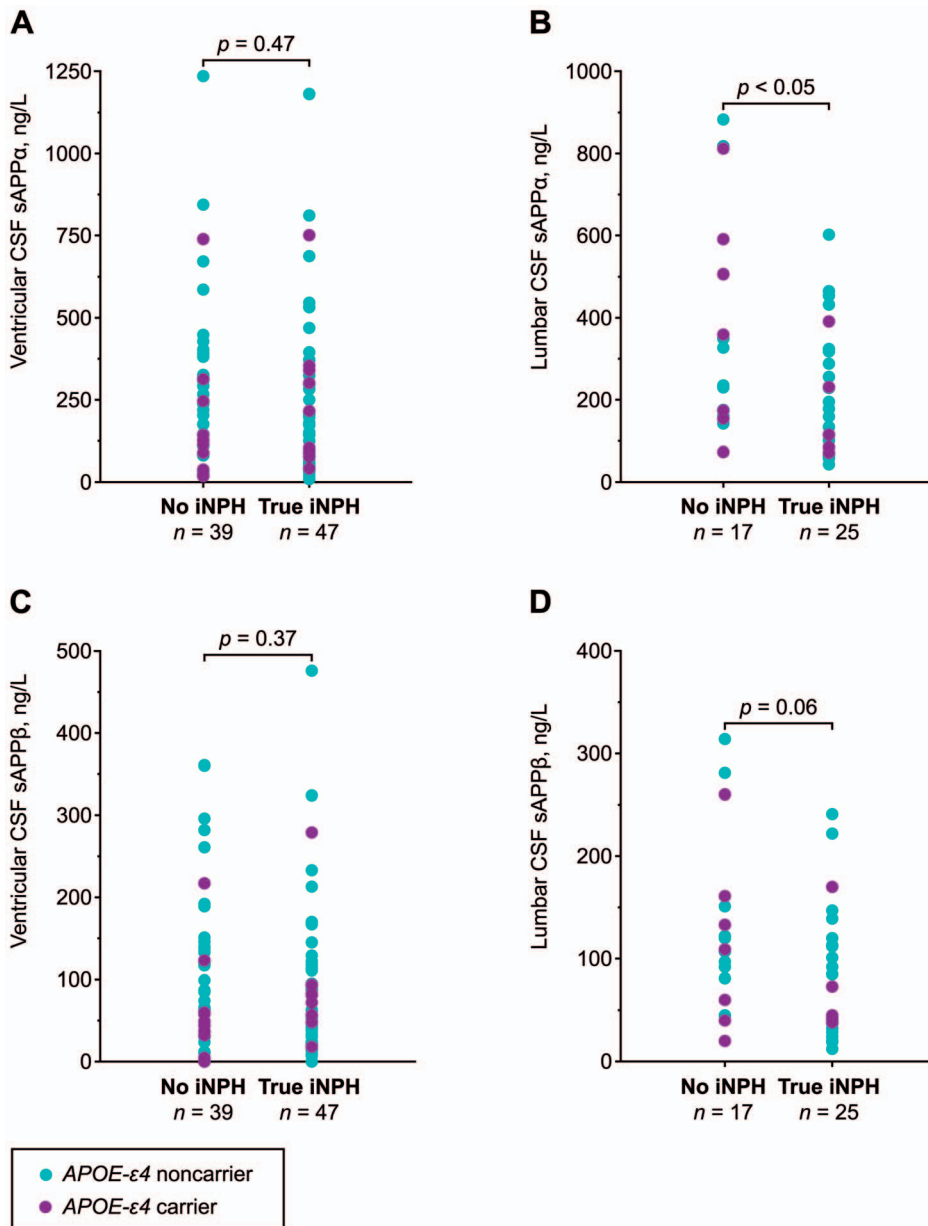 A
p = 0.47
Ventricular CSF sAPPα, ng/L
1250
1000
750
500
250
0
No iNPH
n = 39
True iNPH
n = 47
B
p < 0.05
Lumbar CSF sAPPα, ng/L
1000
800
600
400
200
0
No iNPH
n = 17
True iNPH
n = 25
C
p = 0.37
Ventricular CSF sAPPβ, ng/L
500
400
300
200
100
0
No iNPH
n = 39
True iNPH
n = 47
D
p = 0.06
Lumbar CSF sAPPβ, ng/L
400
300
200
100
0
No iNPH
n = 17
True iNPH
n = 25
APOE-ε4 noncarrier
APOE-ε4 carrier